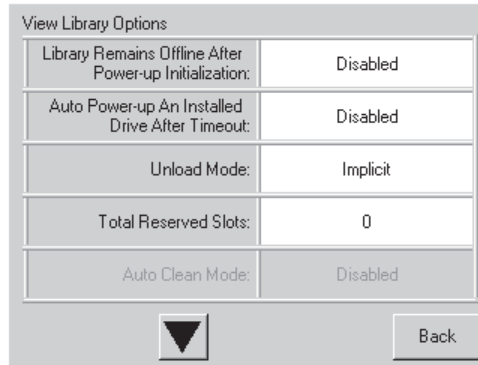 View Library Options
Library Remains Offline After
Power-up Initialization:
Disabled
Auto Power-up An Installed
Drive After Timeout:
Disabled
Unload Mode:
Implicit
Total Reserved Slots:
0
Auto Clean Mode:
Disabled
Back